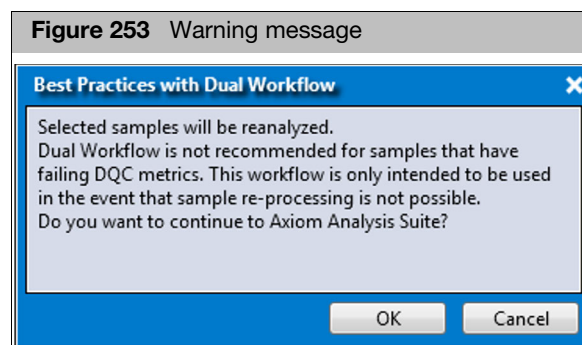 Figure 253 Warning message
Best Practices with Dual Workflow
Selected samples will be reanalyzed.
Dual Workflow is not recommended for samples that have
failing DQC metrics. This workflow is only intended to be used
in the event that sample re-processing is not possible.
Do you want to continue to Axiom Analysis Suite?
OK Cancel